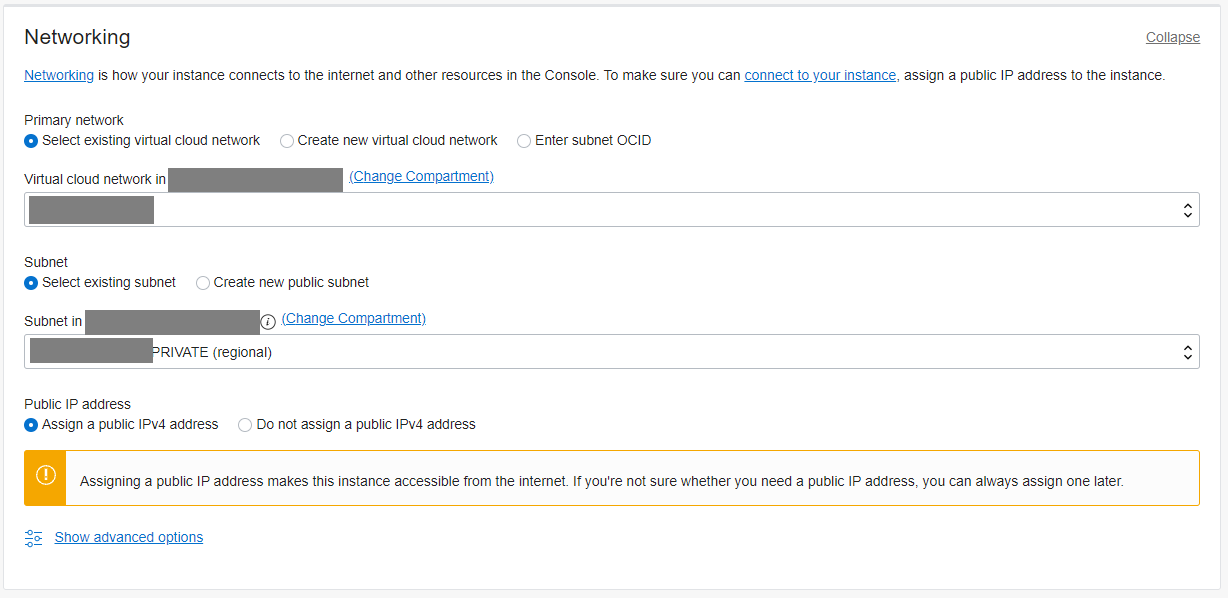 Networking
Collapse
Networking is how your instance connects to the internet and other resources in the Console. To make sure you can connect to your instance, assign a public IP address to the instance.
Primary network
Select existing virtual cloud network Create new virtual cloud network Enter subnet OCID
Virtual cloud network in (Change Compartment)
Subnet
Select existing subnet Create new public subnet
Subnet in (Change Compartment)
PRIVATE (regional)
Public IP address
Assign a public IPv4 address Do not assign a public IPv4 address
Assigning a public IP address makes this instance accessible from the internet. If you're not sure whether you need a public IP address, you can always assign one later.
Show advanced options